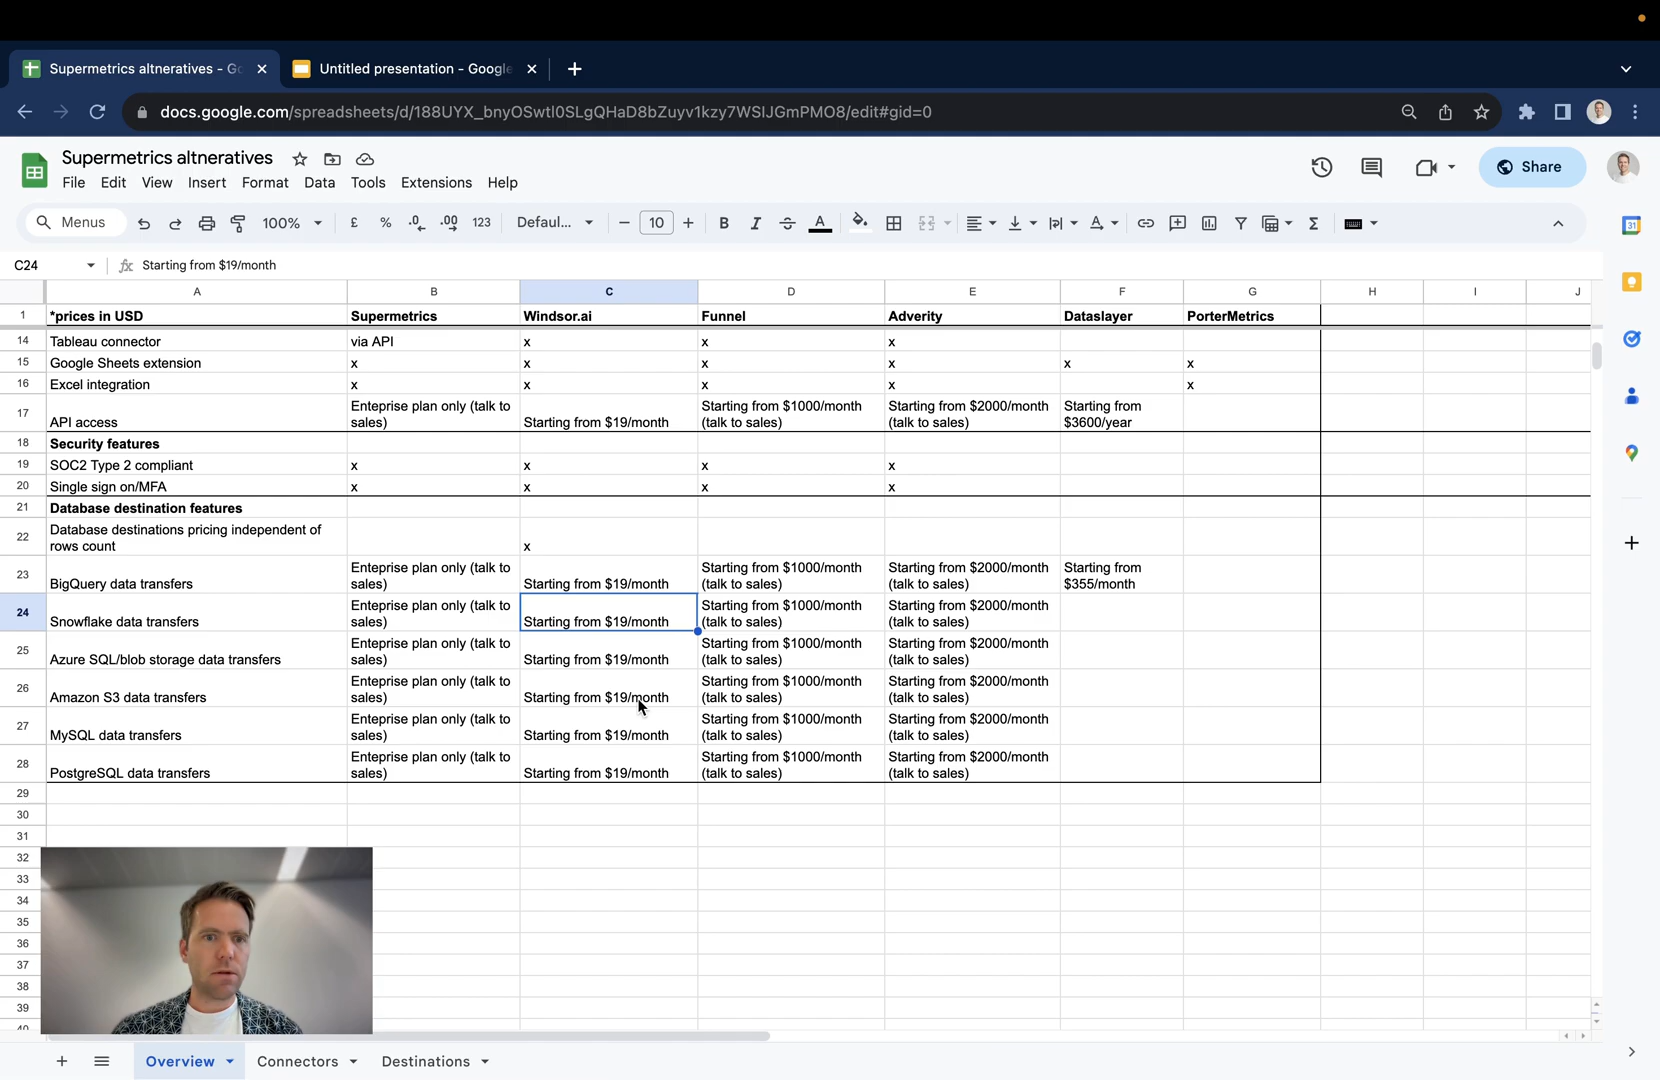 Supermetrics altneratives - Go
Untitled presentation - Google
docs.google.com/spreadsheets/d/188UYX_bnyOSwtI0SLgQHaD8bZuyv1kzy7WSIJGmPMO8/edit#gid=0
Supermetrics altneratives
Share
File Edit View Insert Format Data Tools Extensions Help
Menus 100% £ % .0 .00 123 Defaul... 10 B I A
31
C24 fx Starting from $19/month
A B C D E F G H I J
1 *prices in USD Supermetrics Windsor.ai Funnel Adverity Dataslayer PorterMetrics
14 Tableau connector via API x x x
15 Google Sheets extension x x x x x x
16 Excel integration x x x x x
17 API access Enteprise plan only (talk to sales) Starting from $19/month Starting from $1000/month (talk to sales) Starting from $2000/month (talk to sales) Starting from $3600/year
18 Security features
19 SOC2 Type 2 compliant x x x x
20 Single sign on/MFA x x x x
21 Database destination features
22 Database destinations pricing independent of rows count x
23 BigQuery data transfers Enteprise plan only (talk to sales) Starting from $19/month Starting from $1000/month (talk to sales) Starting from $2000/month (talk to sales) Starting from $355/month
24 Snowflake data transfers Enteprise plan only (talk to sales) Starting from $19/month Starting from $1000/month (talk to sales) Starting from $2000/month (talk to sales)
25 Azure SQL/blob storage data transfers Enteprise plan only (talk to sales) Starting from $19/month Starting from $1000/month (talk to sales) Starting from $2000/month (talk to sales)
26 Amazon S3 data transfers Enteprise plan only (talk to sales) Starting from $19/month Starting from $1000/month (talk to sales) Starting from $2000/month (talk to sales)
27 MySQL data transfers Enteprise plan only (talk to sales) Starting from $19/month Starting from $1000/month (talk to sales) Starting from $2000/month (talk to sales)
28 PostgreSQL data transfers Enteprise plan only (talk to sales) Starting from $19/month Starting from $1000/month (talk to sales) Starting from $2000/month (talk to sales)
29
30
31
32
33
34
35
36
37
38
39
40
Overview Connectors Destinations